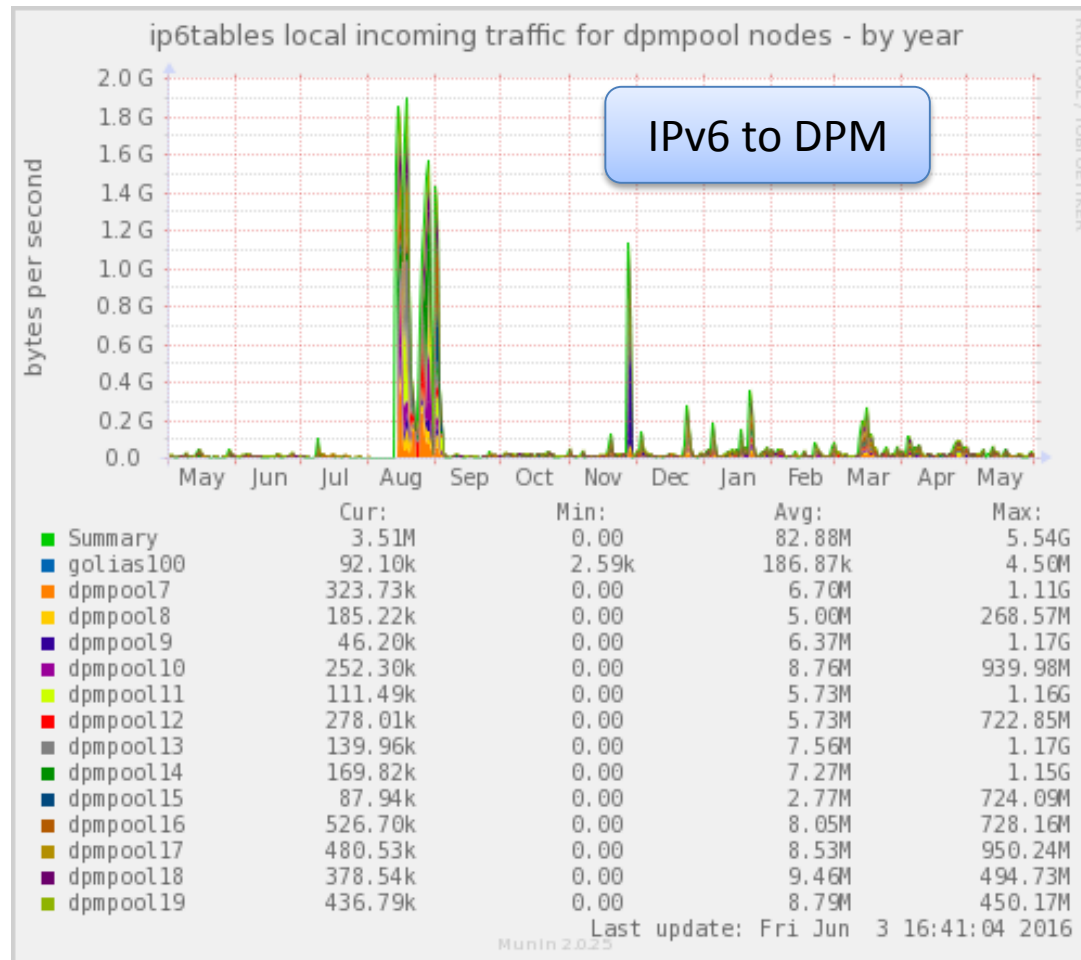 ip6tables local incoming traffic for dpmpool nodes - by year
IPv6 to DPM
bytes per second
2.0 G
1.8 G
1.6 G
1.4 G
1.2 G
1.0 G
0.8 G
0.6 G
0.4 G
0.2 G
0.0
May Jun Jul Aug Sep Oct Nov Dec Jan Feb Mar Apr May
Cur: Min: Avg: Max:
Summary 3.51M 0.00 82.88M 5.54G
golias100 92.10k 2.59k 186.87k 4.50M
dpmpool7 323.73k 0.00 6.70M 1.11G
dpmpool8 185.22k 0.00 5.00M 268.57M
dpmpool9 46.20k 0.00 6.37M 1.17G
dpmpool10 252.30k 0.00 8.76M 939.98M
dpmpool11 111.49k 0.00 5.73M 1.16G
dpmpool12 278.01k 0.00 5.73M 722.85M
dpmpool13 139.96k 0.00 7.56M 1.17G
dpmpool14 169.82k 0.00 7.27M 1.15G
dpmpool15 87.94k 0.00 2.77M 724.09M
dpmpool16 526.70k 0.00 8.05M 728.16M
dpmpool17 480.53k 0.00 8.53M 950.24M
dpmpool18 378.54k 0.00 9.46M 494.73M
dpmpool19 436.79k 0.00 8.79M 450.17M
Last update: Fri Jun 3 16:41:04 2016
Munin 2.0.25